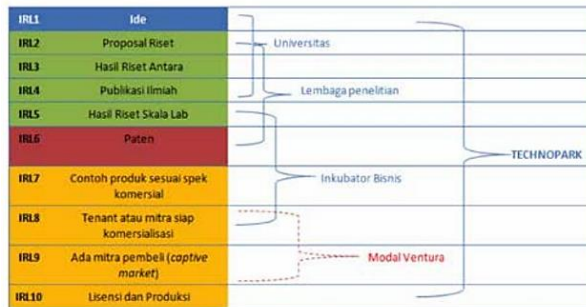 IRL1 Ide
IRL2 Proposal Riset
Universitas
IRL3 Hasil Riset Antara
IRL4 Publikasi Ilmiah
Lembaga penelitian
IRL5 Hasil Riset Skala Lab
IRL6 Paten
TECHNOPARK
IRL7 Contoh produk sesuai spek
komersial
Inkubator Bisnis
IRL8 Tenant atau mitra siap
komersialisasi
IRL9 Ada mitra pembeli (captive
market)
Modal Ventura
IRL10 Lisensi dan Produksi